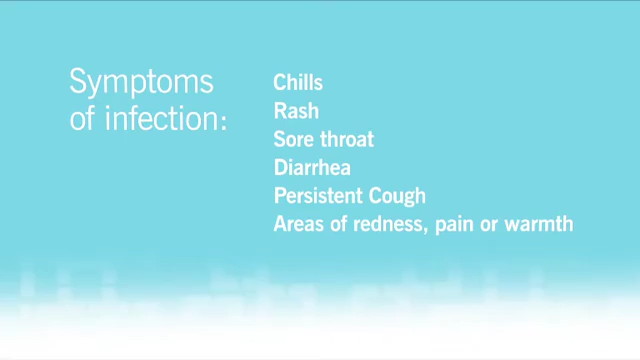 Symptoms
of infection:
Chills
Rash
Sore throat
Diarrhea
Persistent Cough
Areas of redness, pain or warmth